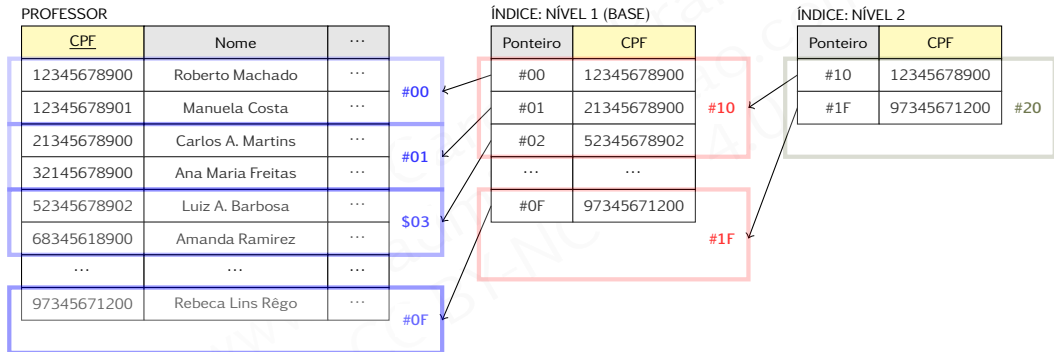 PROFESSOR
CPF Nome ...
12345678900 Roberto Machado ...
12345678901 Manuela Costa ...
#00
21345678900 Carlos A. Martins ...
32145678900 Ana Maria Freitas ...
#01
52345678902 Luiz A. Barbosa ...
68345618900 Amanda Ramirez ...
$03
... ... ...
97345671200 Rebeca Lins Rêgo ...
#0F
ÍNDICE: NÍVEL 1 (BASE)
Ponteiro CPF
#00 12345678900
#01 21345678900
#02 52345678902
#10
... ...
#0F 97345671200
#1F
ÍNDICE: NÍVEL 2
Ponteiro CPF
#10 12345678900
#1F 97345671200
#20